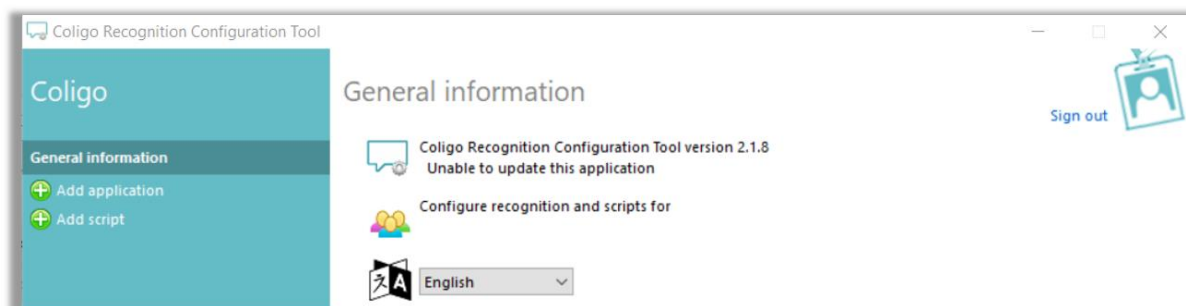 Coligo Recognition Configuration Tool
Coligo
General information
Add application
Add script
General information
Sign out
Coligo Recognition Configuration Tool version 2.1.8
Unable to update this application
Configure recognition and scripts for
English